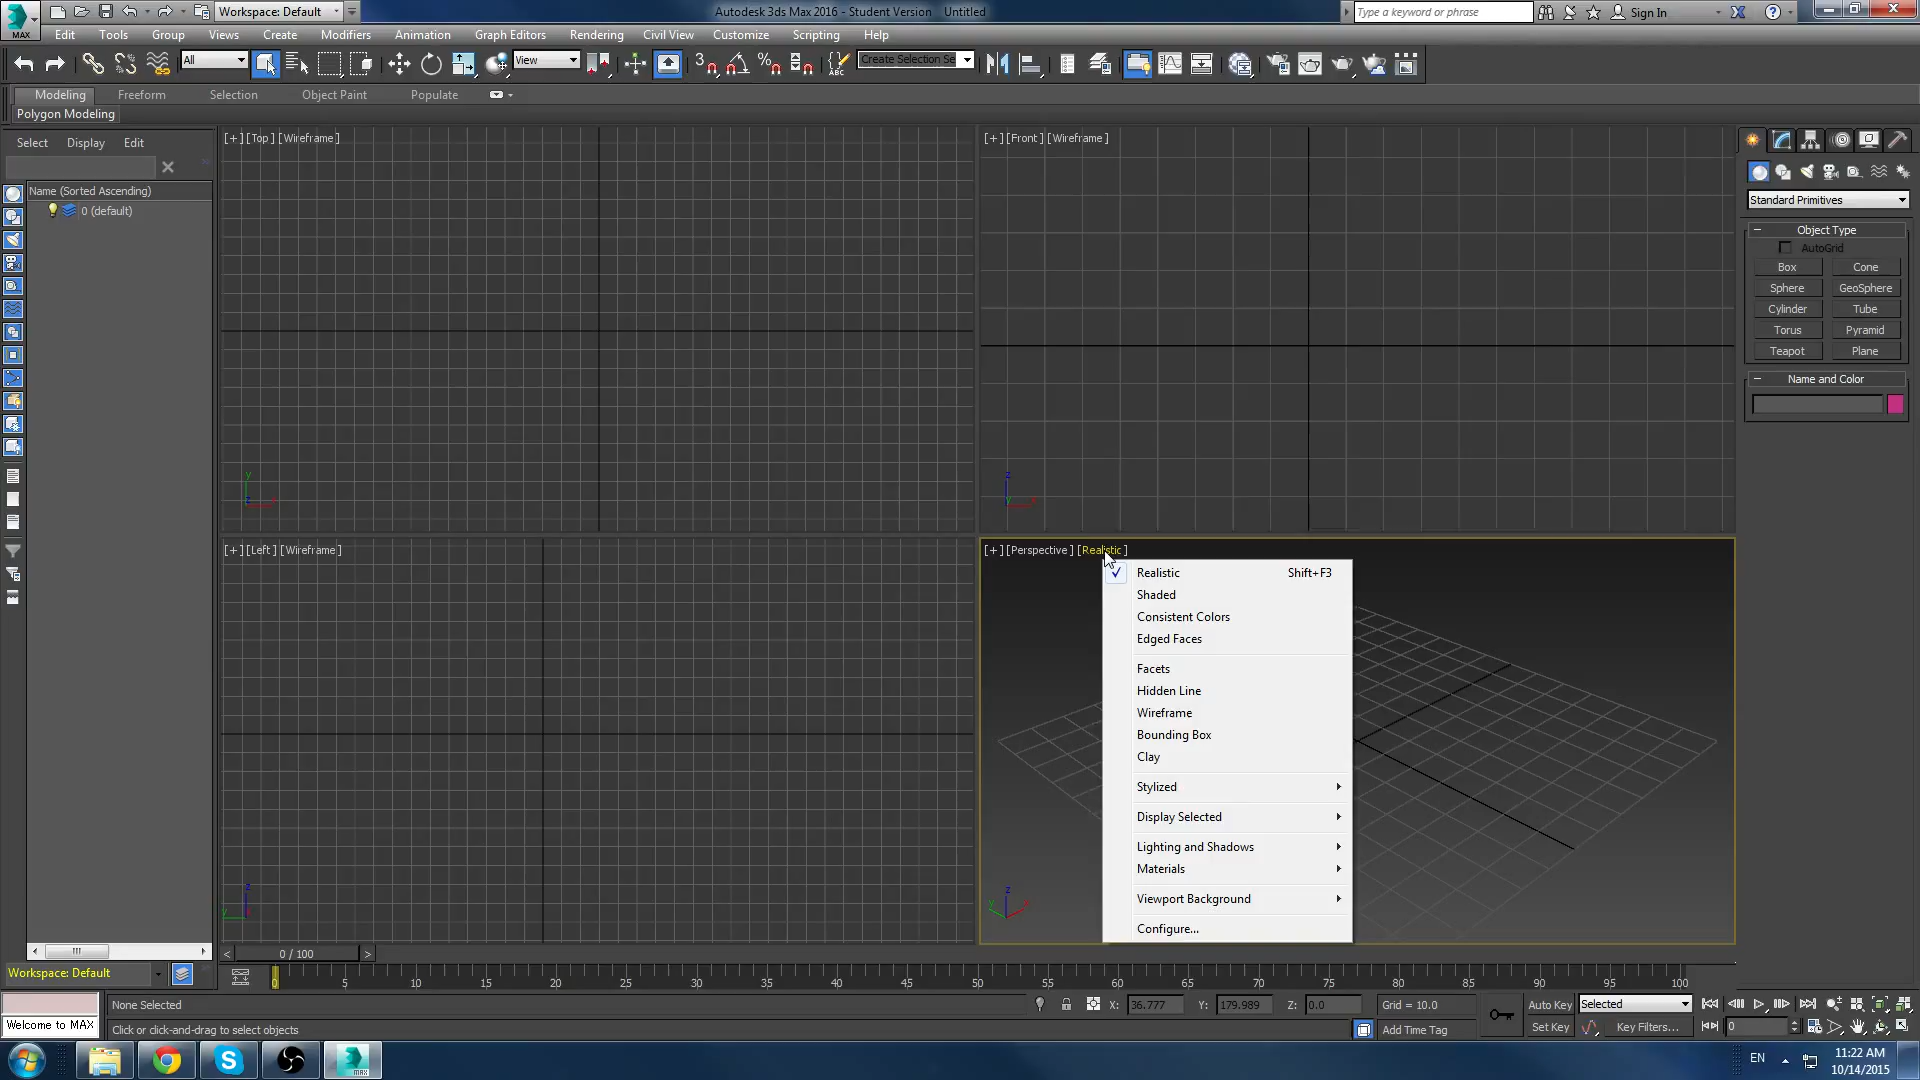 MAX
Workspace: Default
Autodesk 3ds Max 2016 - Student Version Untitled
Type a keyword or phrase
Sign In
Edit Tools Group Views Create Modifiers Animation Graph Editors Rendering Civil View Customize Scripting Help
All
View
3
ABC
Create Selection Se
Modeling Freeform Selection Object Paint Populate
Polygon Modeling
Select Display Edit
Name (Sorted Ascending)
0 (default)
[+] [Top ] [Wireframe ]
[+] [Front ] [Wireframe ]
[+] [Left ] [Wireframe ]
[+] [Perspective ] [Realistic ]
y
z
x
z
y
x
z
y
z
y
x
Realistic Shift+F3
Shaded
Consistent Colors
Edged Faces
Facets
Hidden Line
Wireframe
Bounding Box
Clay
Stylized
Display Selected
Lighting and Shadows
Materials
Viewport Background
Configure...
Standard Primitives
Object Type
AutoGrid
Box Cone
Sphere GeoSphere
Cylinder Tube
Torus Pyramid
Teapot Plane
Name and Color
< 0 / 100 >
Workspace: Default
0 5 10 15 20 25 30 35 40 45 50 55 60 65 70 75 80 85 90 95 100
None Selected
X: 36.777 Y: 179.989 Z: 0.0 Grid = 10.0
Auto Key Selected
Welcome to MAX
Click or click-and-drag to select objects
Add Time Tag
Set Key Key Filters... 0
EN
11:22 AM
10/14/2015